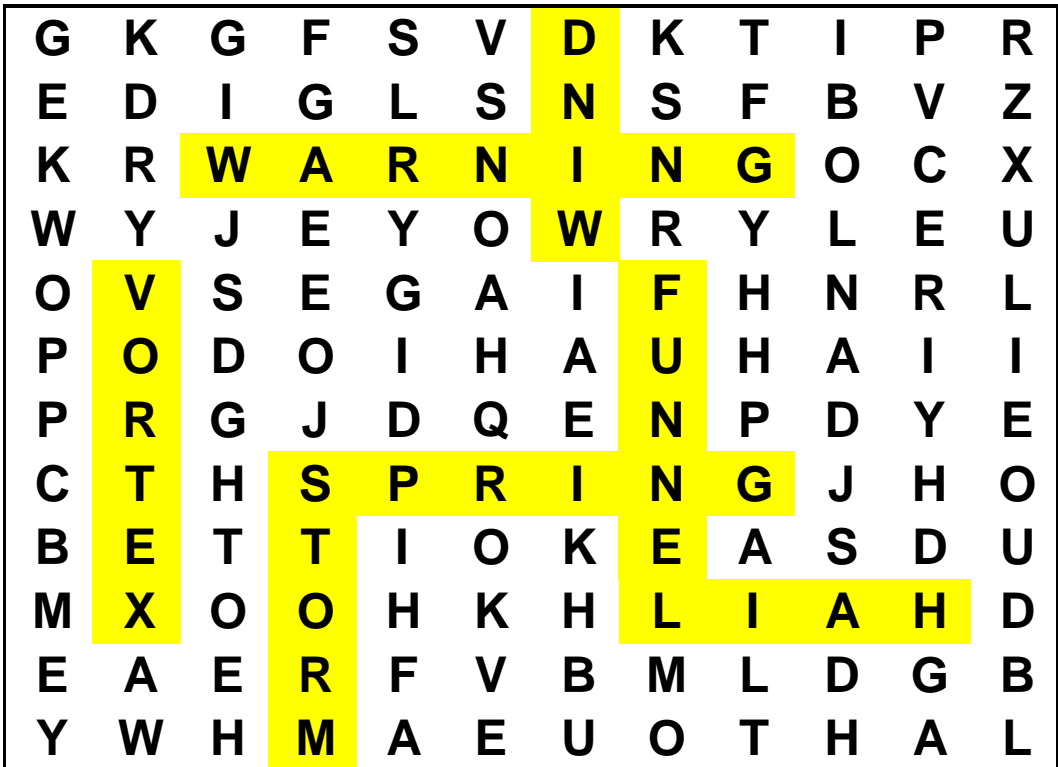 G K G F S V D K T I P R
E D I G L S N S F B V Z
K R W A R N I N G O C X
W Y J E Y O W R Y L E U
O V S E G A I F H N R L
P O D O I H A U H A I I
P R G J D Q E N P D Y E
C T H S P R I N G J H O
B E T T I O K E A S D U
M X O O H K H L I A H D
E A E R F V B M L D G B
Y W H M A E U O T H A L